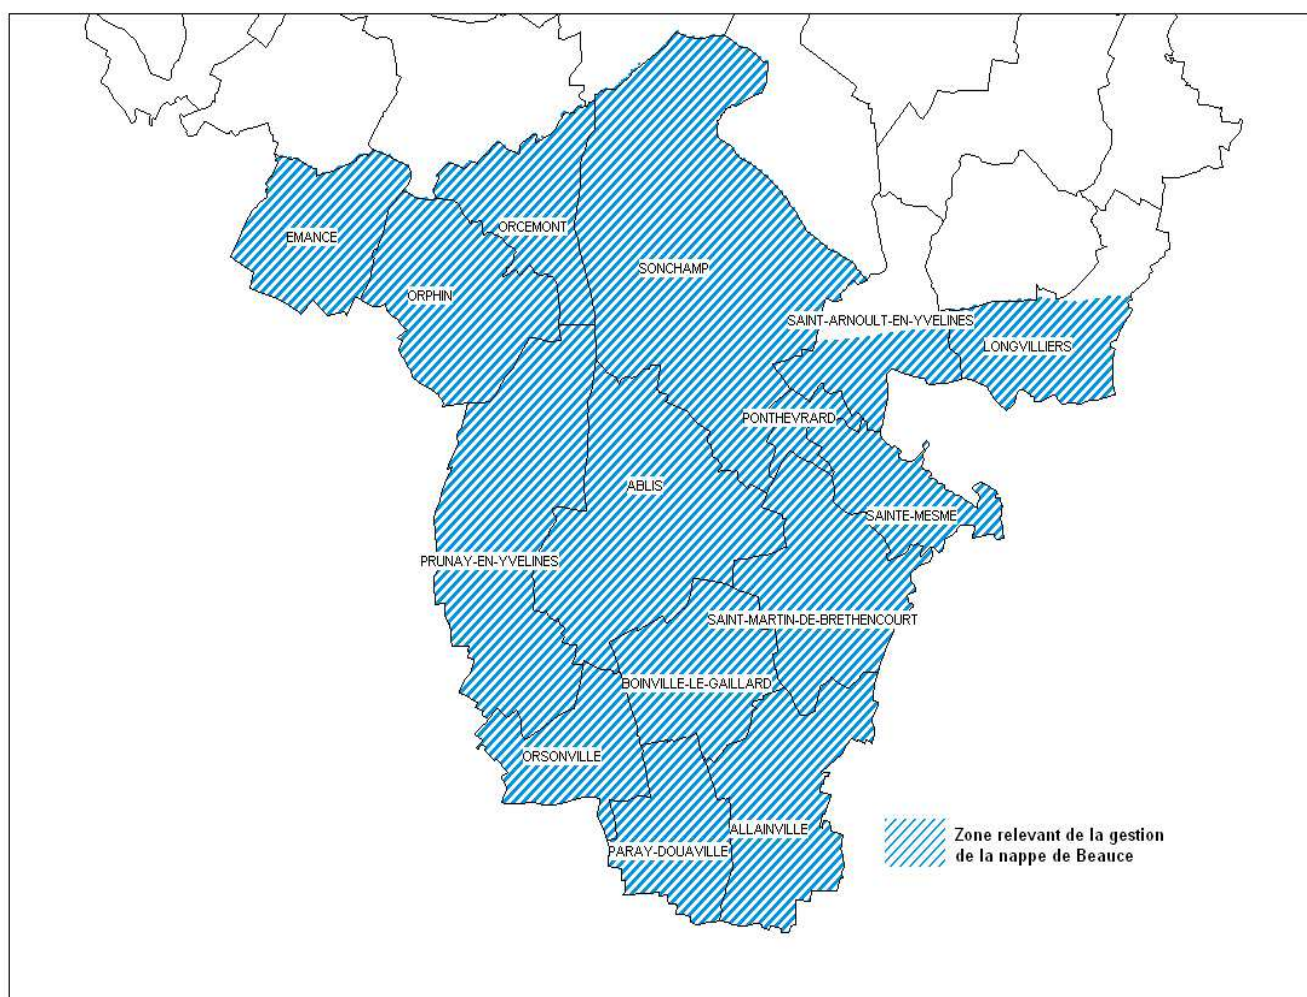 ORCEMONT
EMANCE
SONCHAMP
ORPHIN
SAINT-ARNOULT-EN-YVELINES
LONGVILLIERS
PONTHEVRARD
ABLIS
SAINTE-MESME
PRUNAY-EN-YVELINES
SAINT-MARTIN-DE-BRETHENCOURT
BOINVILLE-LE-GAILLARD
ORSONVILLE
ALLAINVILLE
PARAY-DOUAVILLE
Zone relevant de la gestion
de la nappe de Beauce